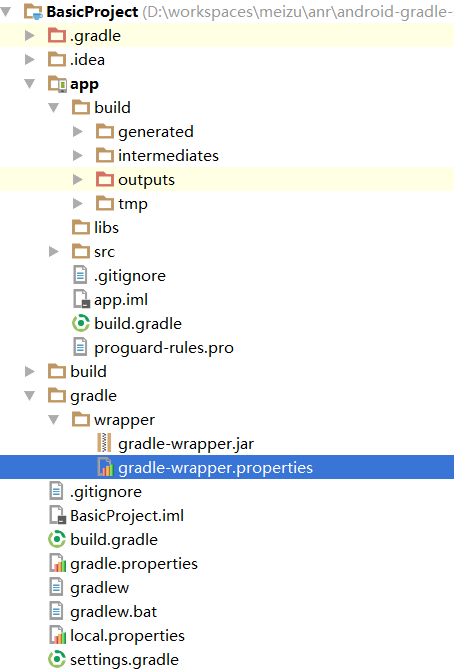 BasicProject (D:\workspaces\meizu\anr\android-gradle-
.gradle
.idea
app
build
generated
intermediates
outputs
tmp
libs
src
.gitignore
app.iml
build.gradle
proguard-rules.pro
build
gradle
wrapper
gradle-wrapper.jar
gradle-wrapper.properties
.gitignore
BasicProject.iml
build.gradle
gradle.properties
gradlew
gradlew.bat
local.properties
settings.gradle